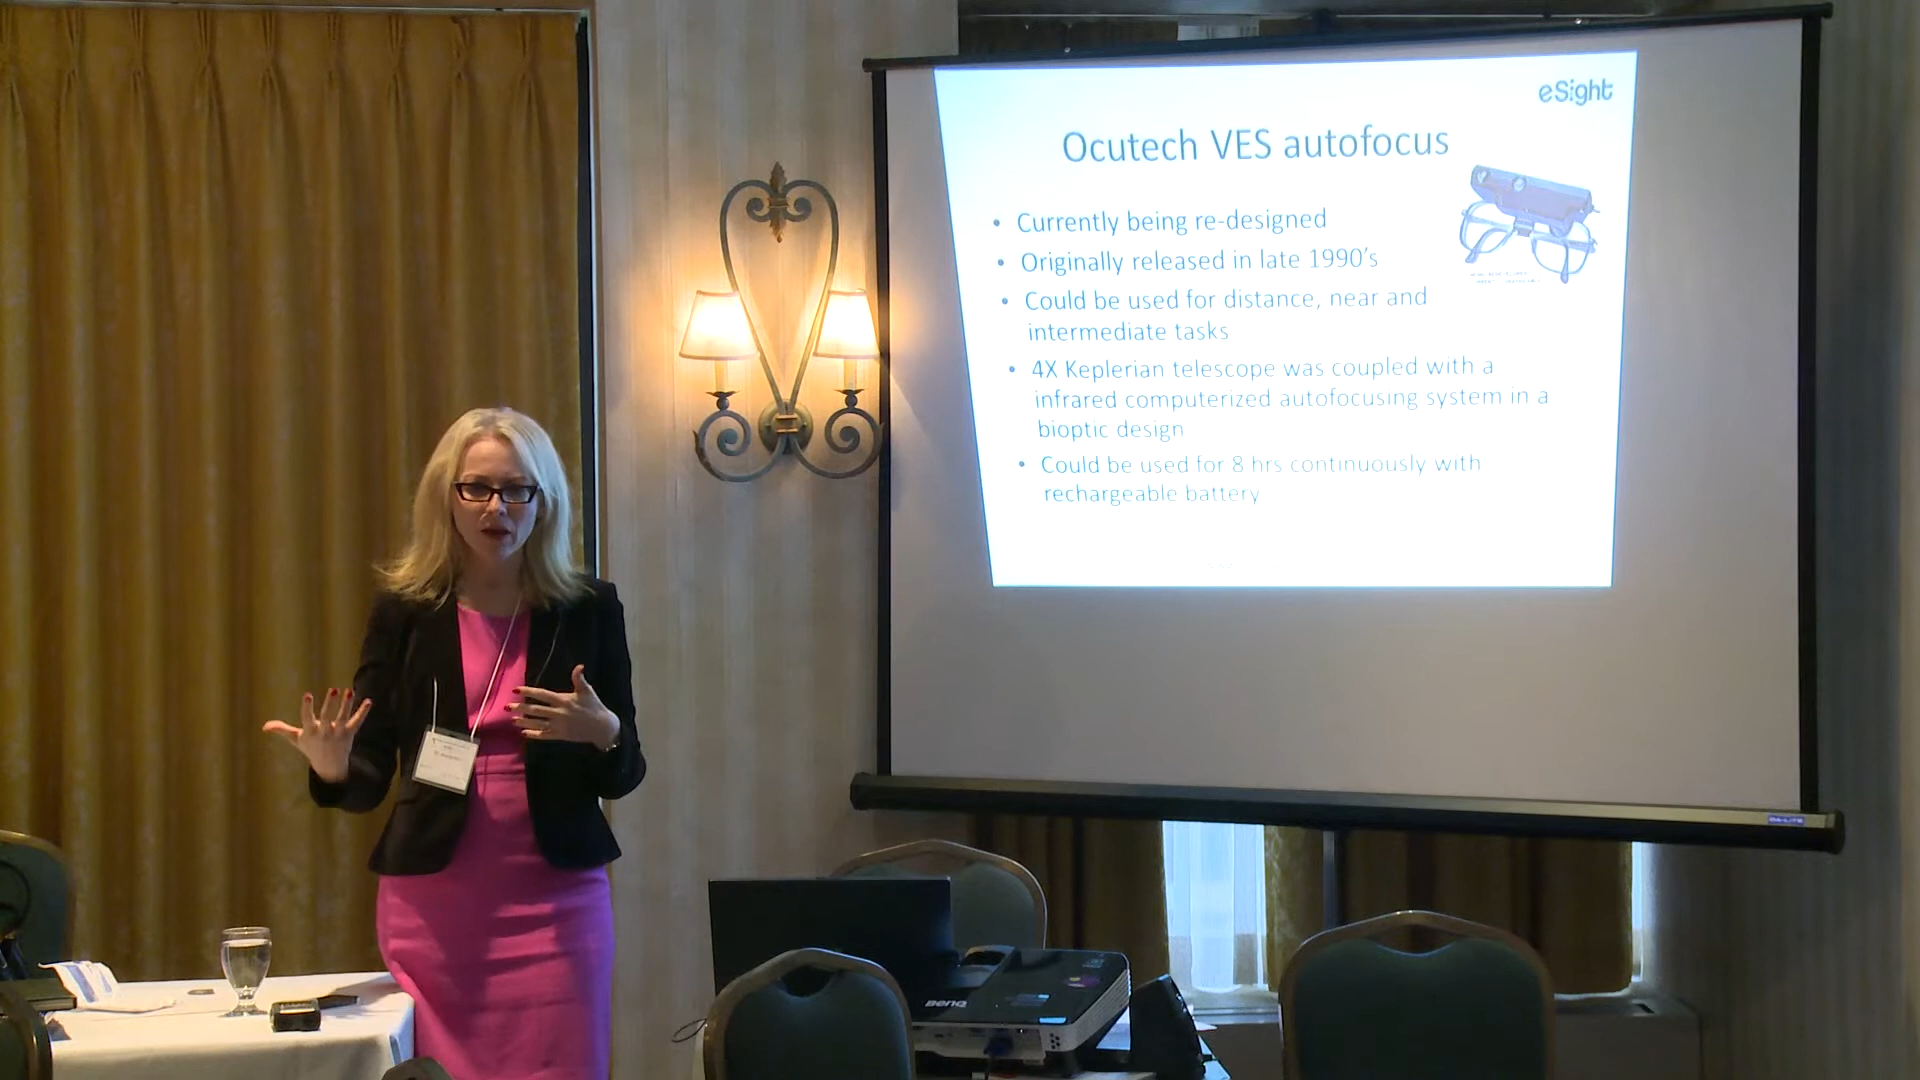 eSight
Ocutech VES autofocus
• Currently being re-designed
• Originally released in late 1990's
• Could be used for distance, near and
intermediate tasks
• 4X Keplerian telescope was coupled with a
infrared computerized autofocusing system in a
bioptic design
• Could be used for 8 hrs continuously with
rechargeable battery
DA-LITE
BenQ